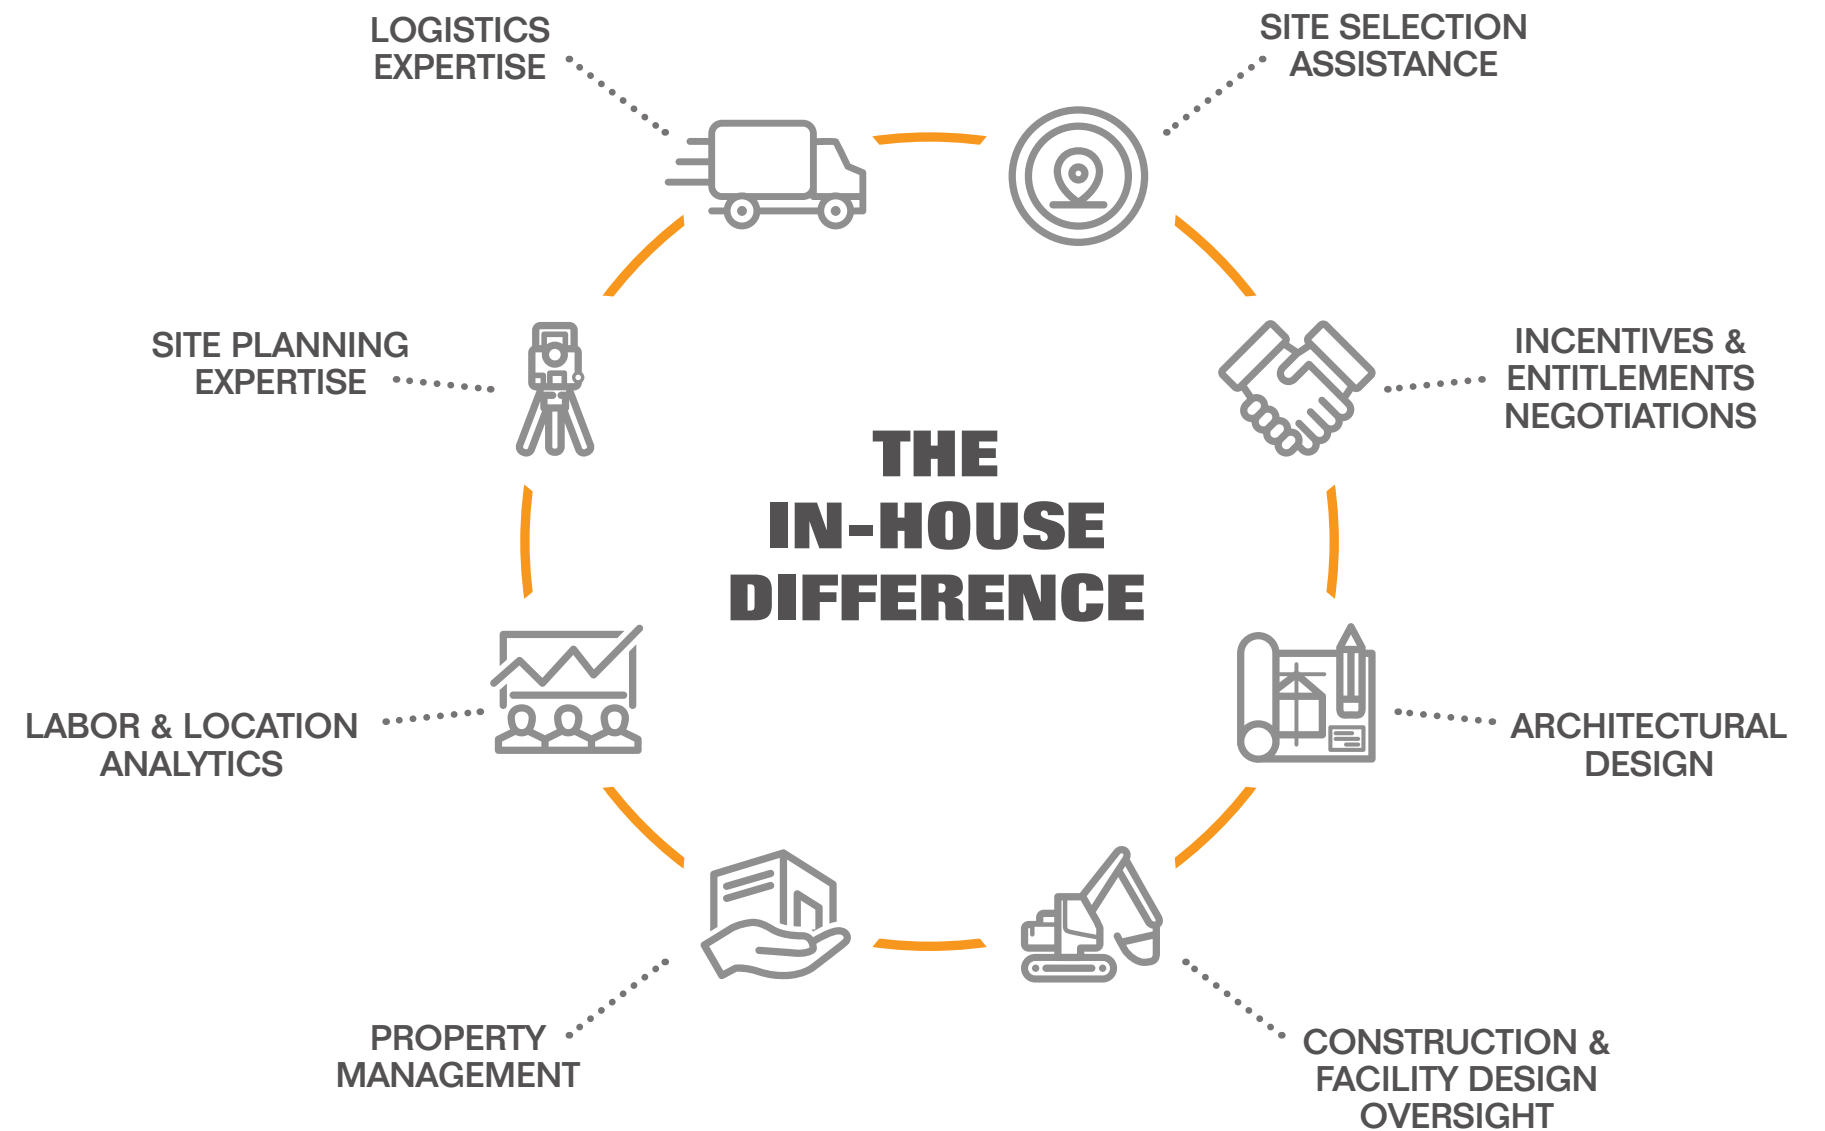 LOGISTICS
EXPERTISE
SITE SELECTION
ASSISTANCE
SITE PLANNING
EXPERTISE
INCENTIVES &
ENTITLEMENTS
NEGOTIATIONS
THE
IN-HOUSE
DIFFERENCE
LABOR & LOCATION
ANALYTICS
ARCHITECTURAL
DESIGN
PROPERTY
MANAGEMENT
CONSTRUCTION &
FACILITY DESIGN
OVERSIGHT